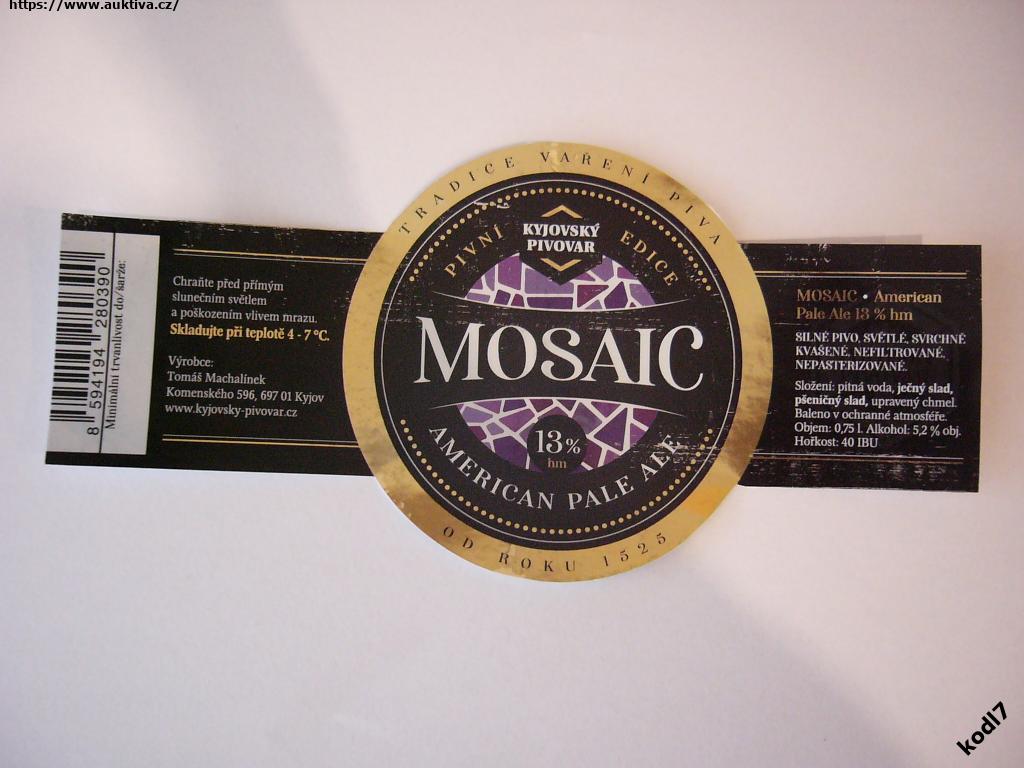 https://www.auktiva.cz/
8 594194 280390
Minimální trvanlivost do/šarže:
Chraňte před přímým
slunečním světlem
a poškozením vlivem mrazu.
Skladujte při teplotě 4 - 7 °C.
Výrobce:
Tomáš Machalínek
Komenského 596, 697 01 Kyjov
www.kyjovsky-pivovar.cz
TRADICE VAŘENÍ PIVA
PIVNÍ EDICE
KYJOVSKÝ
PIVOVAR
MOSAIC
13%
hm
AMERICAN PALE ALE
OD ROKU 1525
MOSAIC • American
Pale Ale 13 % hm
SILNÉ PIVO, SVĚTLÉ, SVRCHNĚ
KVAŠENÉ, NEFILTROVANÉ,
NEPASTERIZOVANÉ.
Složení: pitná voda, ječný slad,
pšeničný slad, upravený chmel.
Baleno v ochranné atmosféře.
Objem: 0,75 l. Alkohol: 5,2 % obj.
Hořkost: 40 IBU
kodl7